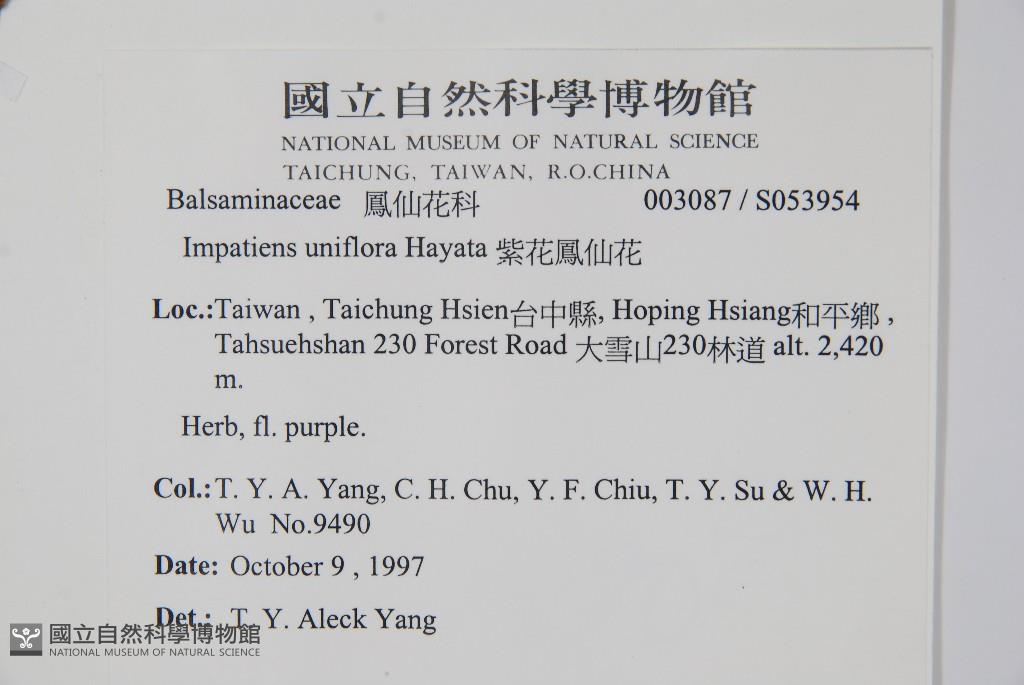 國立自然科學博物館
NATIONAL MUSEUM OF NATURAL SCIENCE
TAICHUNG, TAIWAN, R.O.CHINA
Balsaminaceae 鳳仙花科 003087 / S053954
Impatiens uniflora Hayata 紫花鳳仙花
Loc.:Taiwan , Taichung Hsien台中縣, Hoping Hsiang和平鄉 ,
Tahsuehshan 230 Forest Road 大雪山230林道 alt. 2,420
m.
Herb, fl. purple.
Col.:T. Y. A. Yang, C. H. Chu, Y. F. Chiu, T. Y. Su & W. H.
Wu No.9490
Date: October 9 , 1997
Det.: T. Y. Aleck Yang
國立自然科學博物館
NATIONAL MUSEUM OF NATURAL SCIENCE